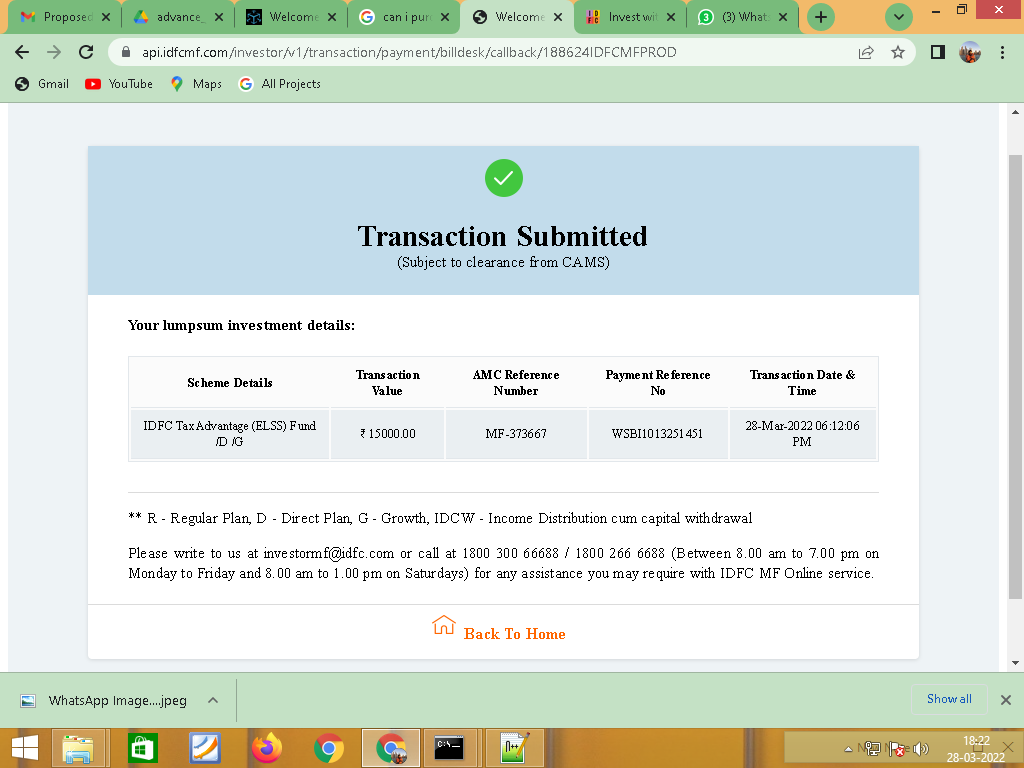 Proposed
advance_
Welcome
can i pur
Welcome
Invest wit
(3) What
api.idfcmf.com/investor/v1/transaction/payment/billdesk/callback/188624IDFCMFPROD
Gmail
YouTube
Maps
All Projects
Transaction Submitted
(Subject to clearance from CAMS)
Your lumpsum investment details:
Scheme Details
Transaction Value
AMC Reference Number
Payment Reference No
Transaction Date & Time
IDFC Tax Advantage (ELSS) Fund /D /G
₹ 15000.00
MF-373667
WSBI1013251451
28-Mar-2022 06:12:06 PM
** R - Regular Plan, D - Direct Plan, G - Growth, IDCW - Income Distribution cum capital withdrawal
Please write to us at investormf@idfc.com or call at 1800 300 66688 / 1800 266 6688 (Between 8.00 am to 7.00 pm on
Monday to Friday and 8.00 am to 1.00 pm on Saturdays) for any assistance you may require with IDFC MF Online service.
Back To Home
WhatsApp Image....jpeg
Show all
18:22
28-03-2022